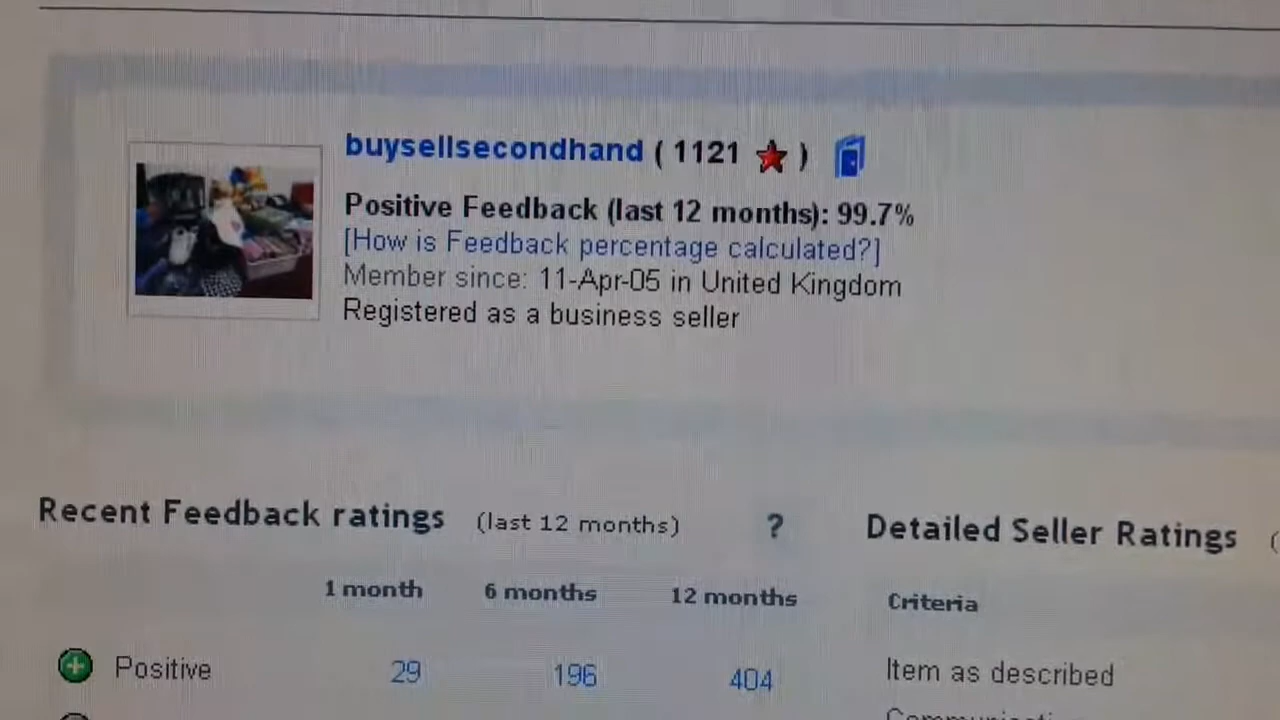 buysellsecondhand ( 1121 )
Positive Feedback (last 12 months): 99.7%
[How is Feedback percentage calculated?]
Member since: 11-Apr-05 in United Kingdom
Registered as a business seller
Recent Feedback ratings (last 12 months) ?
Detailed Seller Ratings (
1 month 6 months 12 months
Criteria
Positive 29 196 404
Item as described